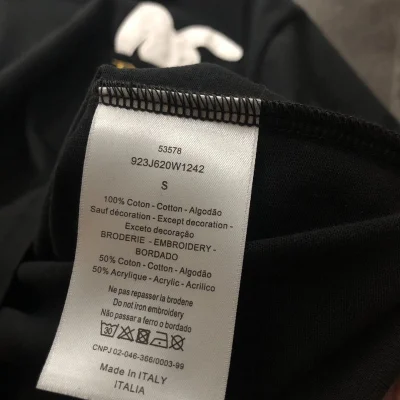 53578
923J620W1242
S
100% Coton - Cotton - Algodão
Sauf décoration - Except decoration -
Exceto decoração
BRODERIE - EMBROIDERY -
BORDADO
50% Coton - Cotton - Algodão
50% Acrylique - Acrylic - Acrilico
Ne pas repasser la brodene
Do not iron embroidery
Não passar a ferro o bordado
30
CNPJ 02-046-366/0003-99
Made in ITALY
ITALIA